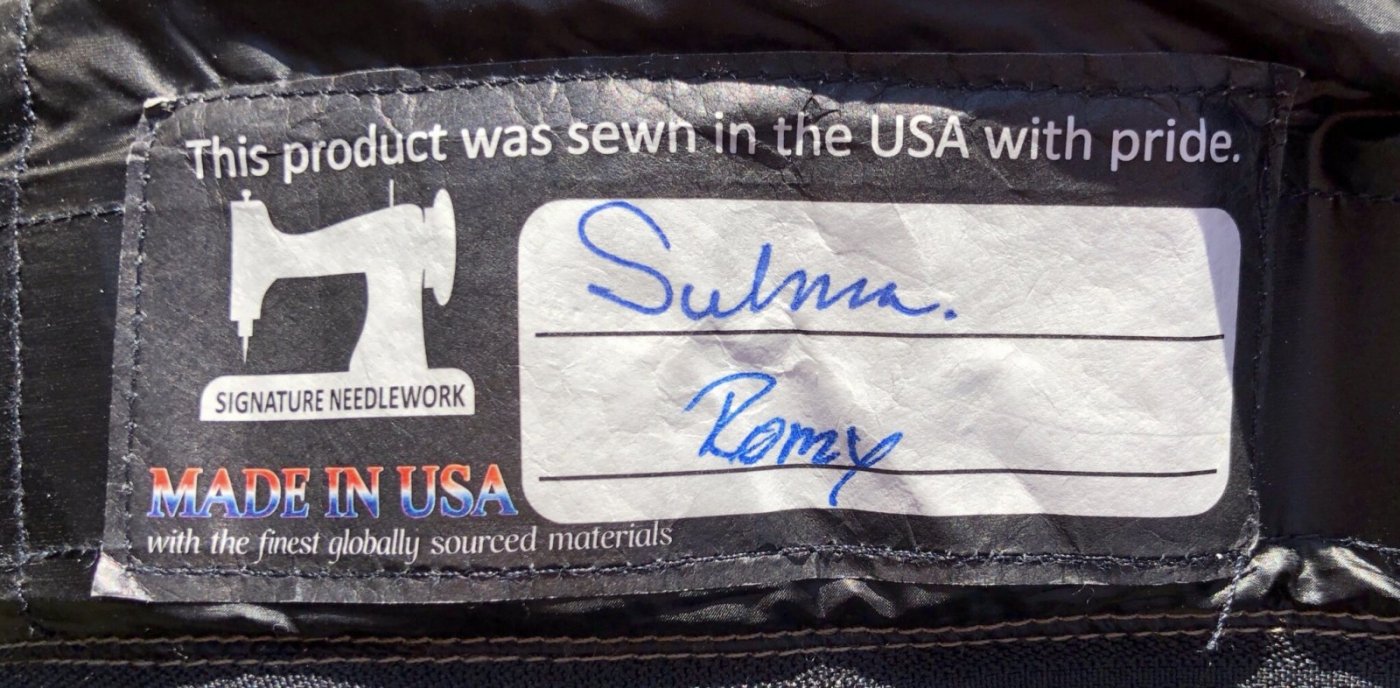 This product was sewn in the USA with pride.
Sulma.
Romy
SIGNATURE NEEDLEWORK
MADE IN USA
with the finest globally sourced materials